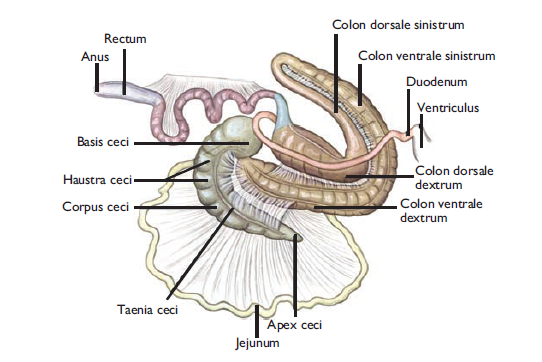 Colon dorsale sinistrum
Rectum
Anus
Colon ventrale sinistrum
Duodenum
Ventriculus
Basis ceci
Haustra ceci
Colon dorsale
dextrum
Corpus ceci
Colon ventrale
dextrum
Taenia ceci
Apex ceci
Jejunum